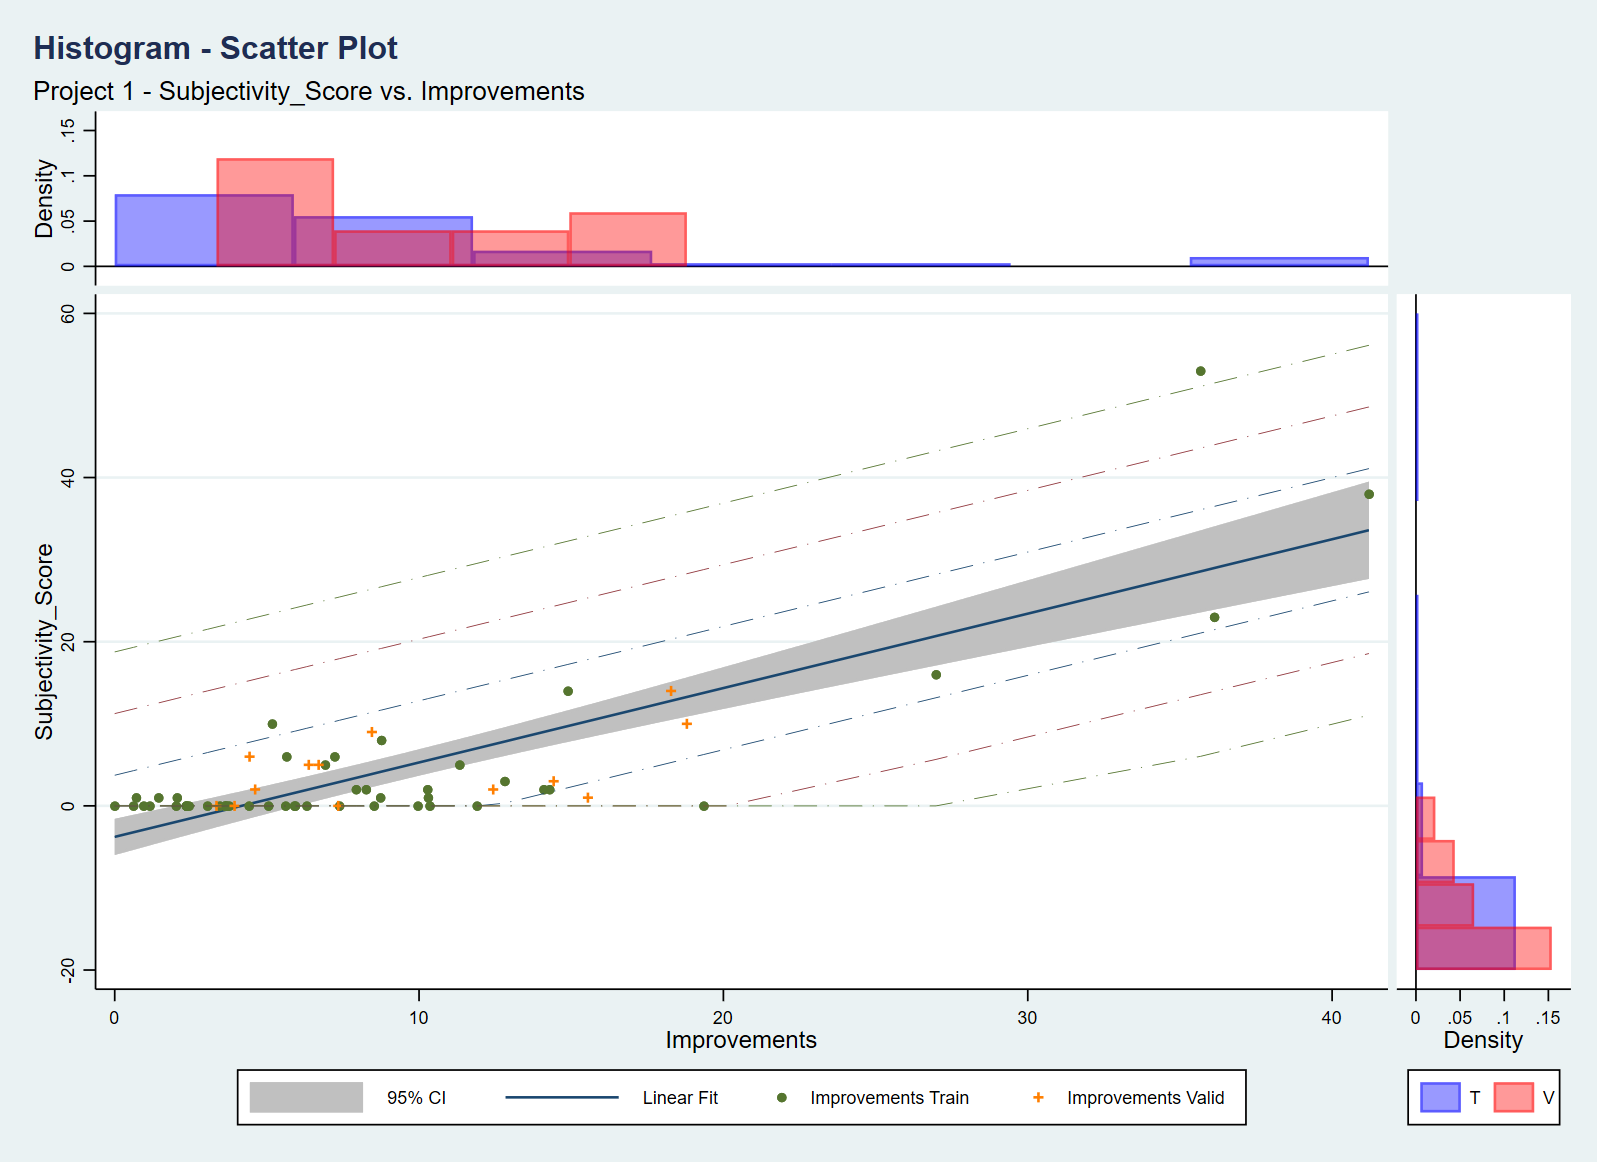 Histogram - Scatter Plot
Project 1 - Subjectivity_Score vs. Improvements
Density
.15
.1
.05
0
Subjectivity_Score
60
40
20
0
-20
0 10 20 30 40
Improvements
0 .05 .1 .15
Density
95% CI Linear Fit Improvements Train Improvements Valid
T V